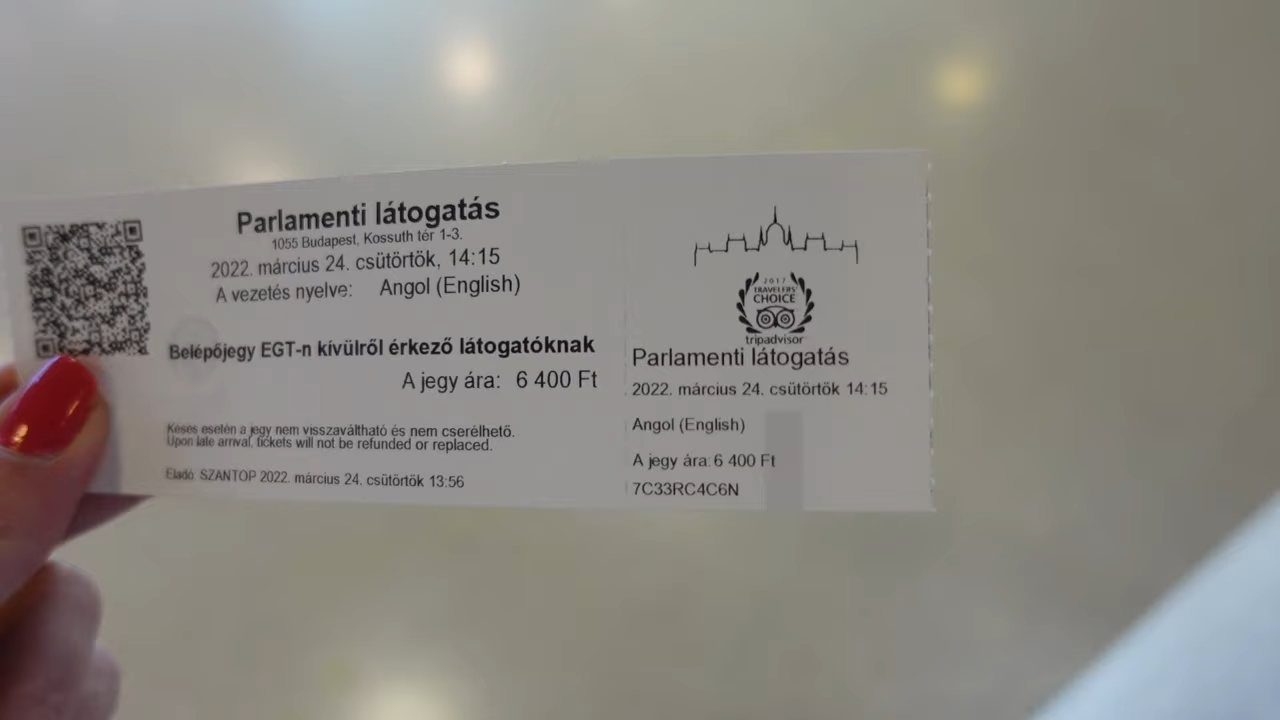 Parlamenti látogatás
1055 Budapest, Kossuth tér 1-3.
2022. március 24. csütörtök, 14:15
A vezetés nyelve: Angol (English)
Belépőjegy EGT-n kívülről érkező látogatóknak
A jegy ára: 6 400 Ft
Késés esetén a jegy nem visszaváltható és nem cserélhető.
Upon late arrival, tickets will not be refunded or replaced.
Eladó SZANTOP 2022. március 24. csütörtök 13:56
2017
TRAVELERS'
CHOICE
tripadvisor
Parlamenti látogatás
2022. március 24. csütörtök 14:15
Angol (English)
A jegy ára: 6 400 Ft
7C33RC4C6N